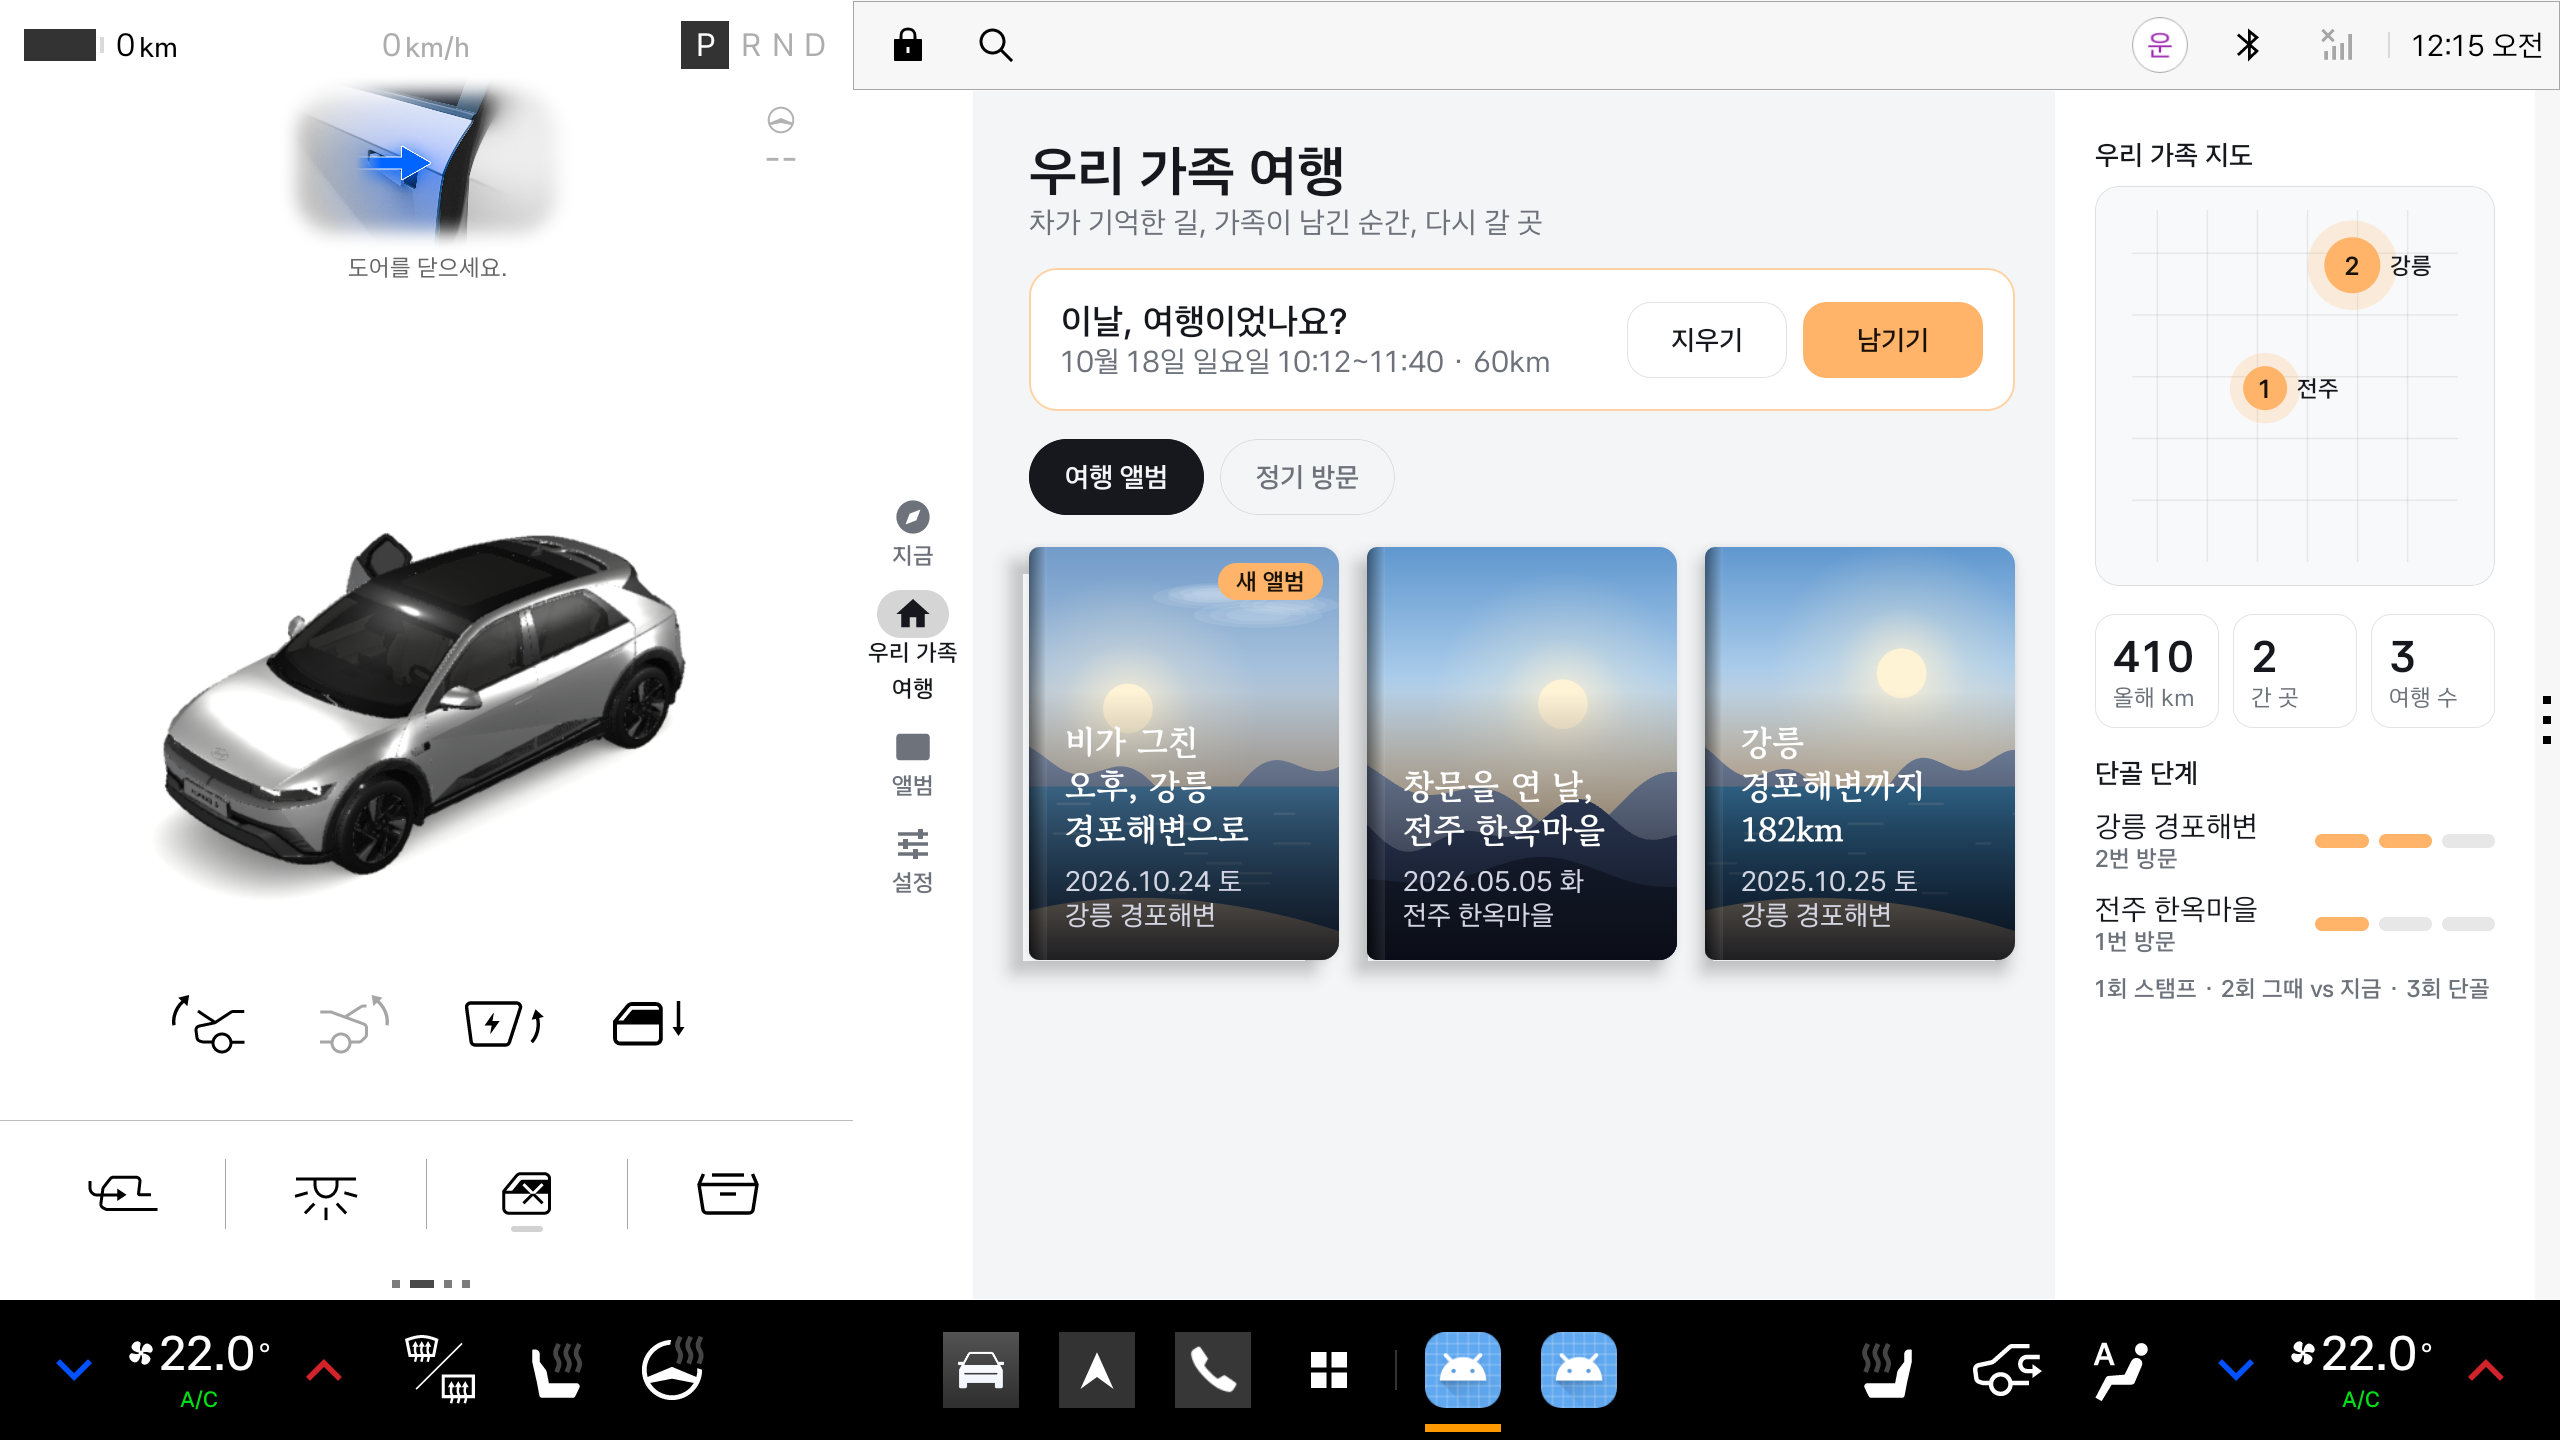 0 km
0 km/h
P R N D
운
12:15 오전
도어를 닫으세요.
지금
우리 가족
여행
앨범
설정
우리 가족 여행
차가 기억한 길, 가족이 남긴 순간, 다시 갈 곳
이날, 여행이었나요?
10월 18일 일요일 10:12~11:40 · 60km
지우기
남기기
여행 앨범
정기 방문
새 앨범
비가 그친
오후, 강릉
경포해변으로
2026.10.24 토
강릉 경포해변
창문을 연 날,
전주 한옥마을
2026.05.05 화
전주 한옥마을
강릉
경포해변까지
182km
2025.10.25 토
강릉 경포해변
우리 가족 지도
2 강릉
1 전주
410
올해 km
2
간 곳
3
여행 수
단골 단계
강릉 경포해변
2번 방문
전주 한옥마을
1번 방문
1회 스탬프 · 2회 그때 vs 지금 · 3회 단골
22.0°
A/C
A
22.0°
A/C